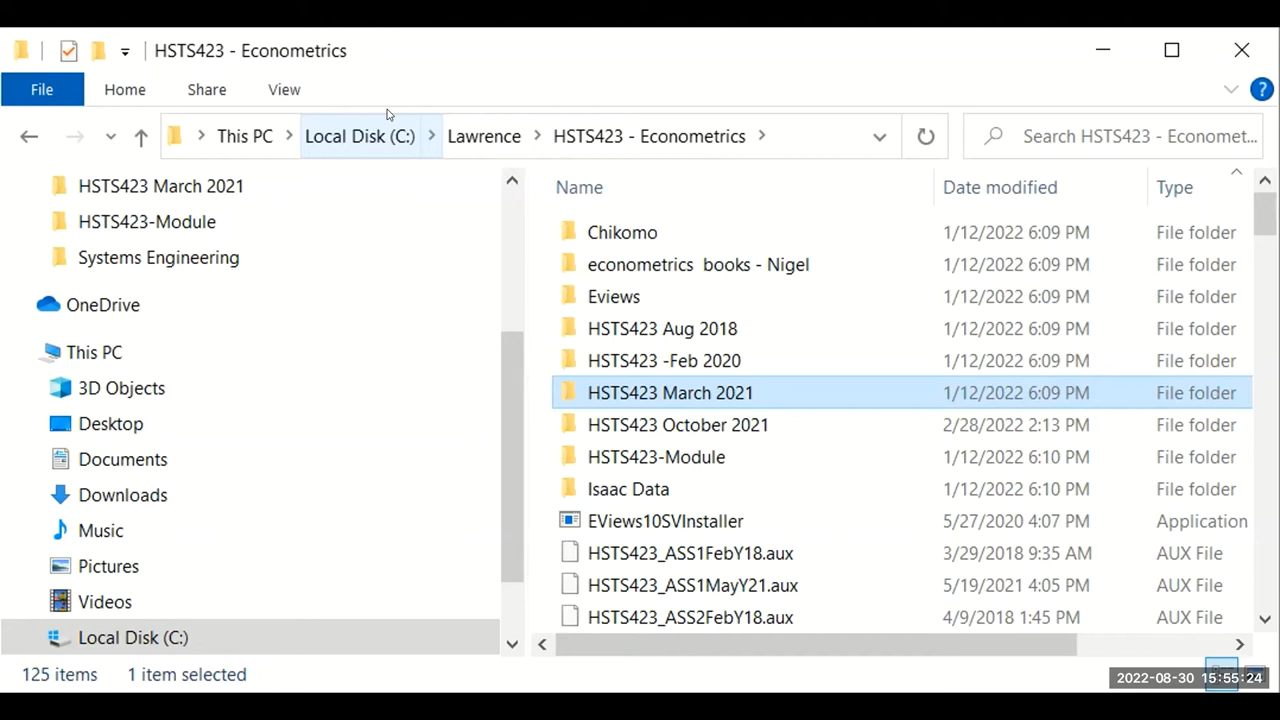 HSTS423 - Econometrics
File Home Share View
This PC Local Disk (C:) Lawrence HSTS423 - Econometrics Search HSTS423 - Economet...
HSTS423 March 2021
HSTS423-Module
Systems Engineering
OneDrive
This PC
3D Objects
Desktop
Documents
Downloads
Music
Pictures
Videos
Local Disk (C:)
Name Date modified Type
Chikomo 1/12/2022 6:09 PM File folder
econometrics books - Nigel 1/12/2022 6:09 PM File folder
Eviews 1/12/2022 6:09 PM File folder
HSTS423 Aug 2018 1/12/2022 6:09 PM File folder
HSTS423 -Feb 2020 1/12/2022 6:09 PM File folder
HSTS423 March 2021 1/12/2022 6:09 PM File folder
HSTS423 October 2021 2/28/2022 2:13 PM File folder
HSTS423-Module 1/12/2022 6:10 PM File folder
Isaac Data 1/12/2022 6:10 PM File folder
EViews10SVInstaller 5/27/2020 4:07 PM Application
HSTS423_ASS1FebY18.aux 3/29/2018 9:35 AM AUX File
HSTS423_ASS1MayY21.aux 5/19/2021 4:05 PM AUX File
HSTS423_ASS2FebY18.aux 4/9/2018 1:45 PM AUX File
125 items 1 item selected
2022-08-30 15:55:24